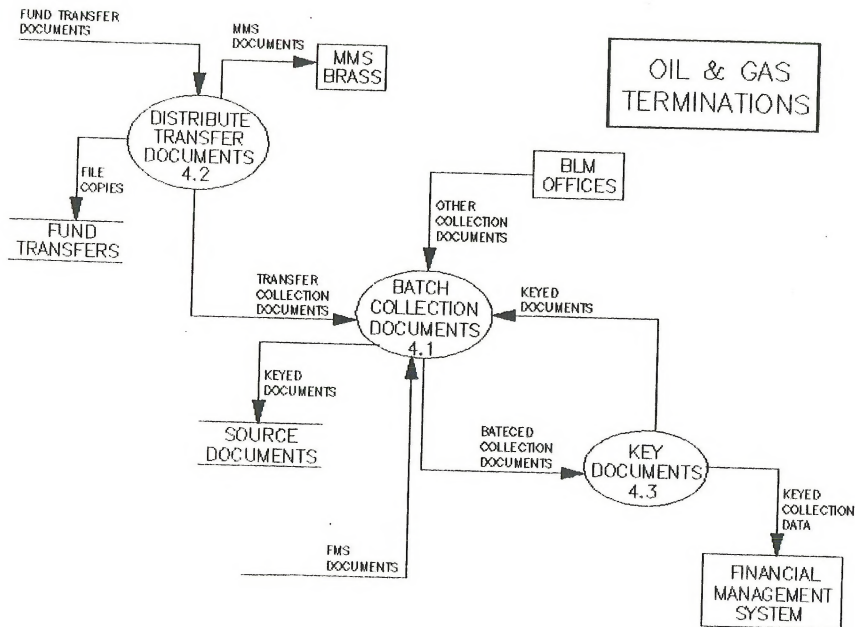 FUND TRANSFER
DOCUMENTS
MMS
DOCUMENTS
MMS
BRASS
OIL & GAS
TERMINATIONS
DISTRIBUTE
TRANSFER
DOCUMENTS
4.2
FILE
COPIES
FUND
TRANSFERS
BLM
OFFICES
OTHER
COLLECTION
DOCUMENTS
TRANSFER
COLLECTION
DOCUMENTS
BATCH
COLLECTION
DOCUMENTS
4.1
KEYED
DOCUMENTS
KEYED
DOCUMENTS
SOURCE
DOCUMENTS
BATECED
COLLECTION
DOCUMENTS
KEY
DOCUMENTS
4.3
KEYED
COLLECTION
DATA
FMS
DOCUMENTS
FINANCIAL
MANAGEMENT
SYSTEM